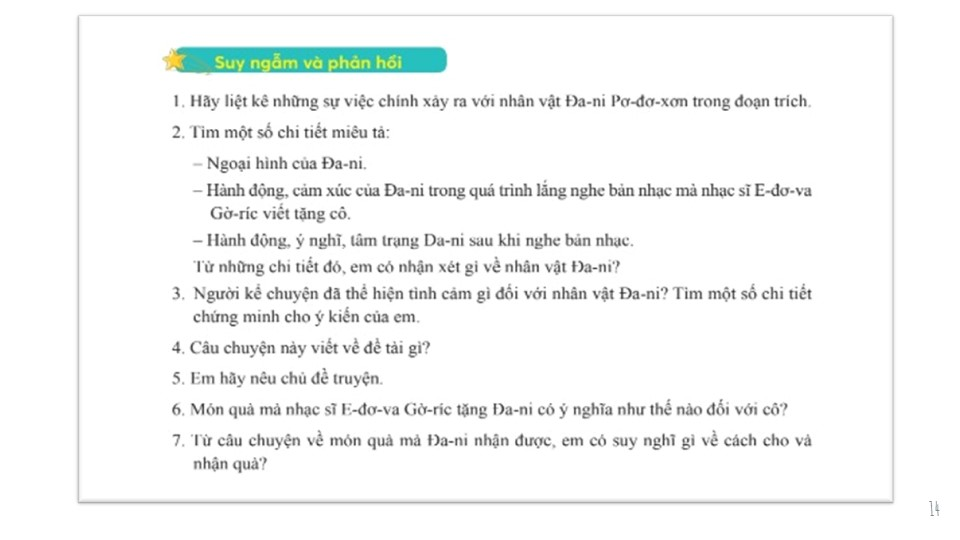 Suy ngẫm và phản hồi
1. Hãy liệt kê những sự việc chính xảy ra với nhân vật Đa-ni Pơ-đơ-xơn trong đoạn trích.
2. Tìm một số chi tiết miêu tả:
– Ngoại hình của Đa-ni.
– Hành động, cảm xúc của Đa-ni trong quá trình lắng nghe bản nhạc mà nhạc sĩ E-đơ-va
Gờ-ríc viết tặng cô.
– Hành động, ý nghĩ, tâm trạng Da-ni sau khi nghe bản nhạc.
Từ những chi tiết đó, em có nhận xét gì về nhân vật Đa-ni?
3. Người kể chuyện đã thể hiện tình cảm gì đối với nhân vật Đa-ni? Tìm một số chi tiết
chứng minh cho ý kiến của em.
4. Câu chuyện này viết về đề tài gì?
5. Em hãy nêu chủ đề truyện.
6. Món quà mà nhạc sĩ E-đơ-va Gờ-ríc tặng Đa-ni có ý nghĩa như thế nào đối với cô?
7. Từ câu chuyện về món quà mà Đa-ni nhận được, em có suy nghĩ gì về cách cho và
nhận quà?
14